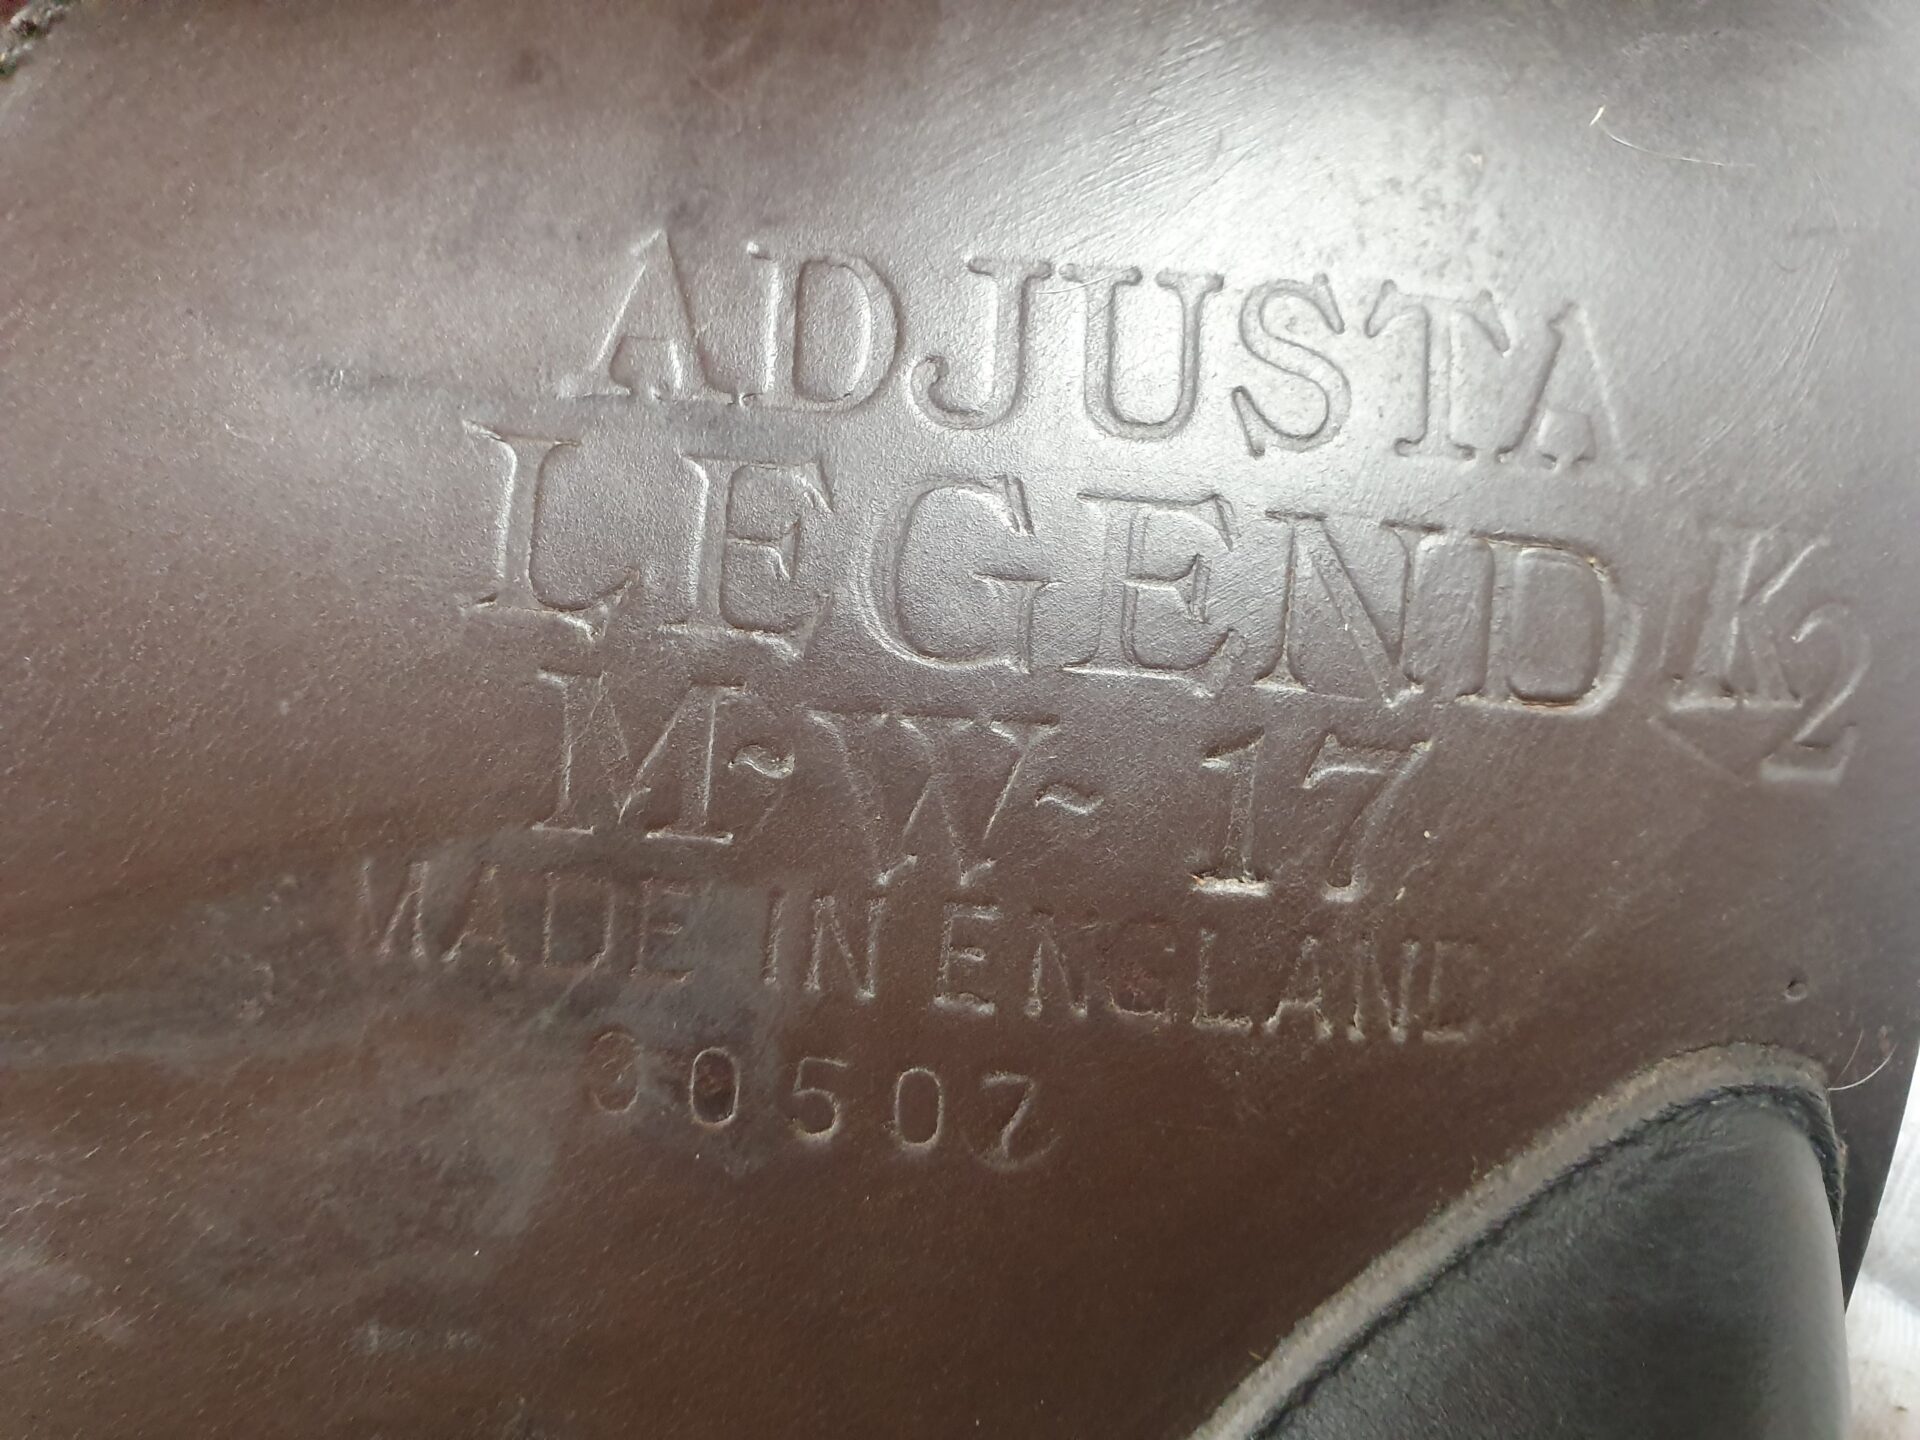 ADJUSTA
LEGEND K2
M~W~ 17
MADE IN ENGLAND
30507